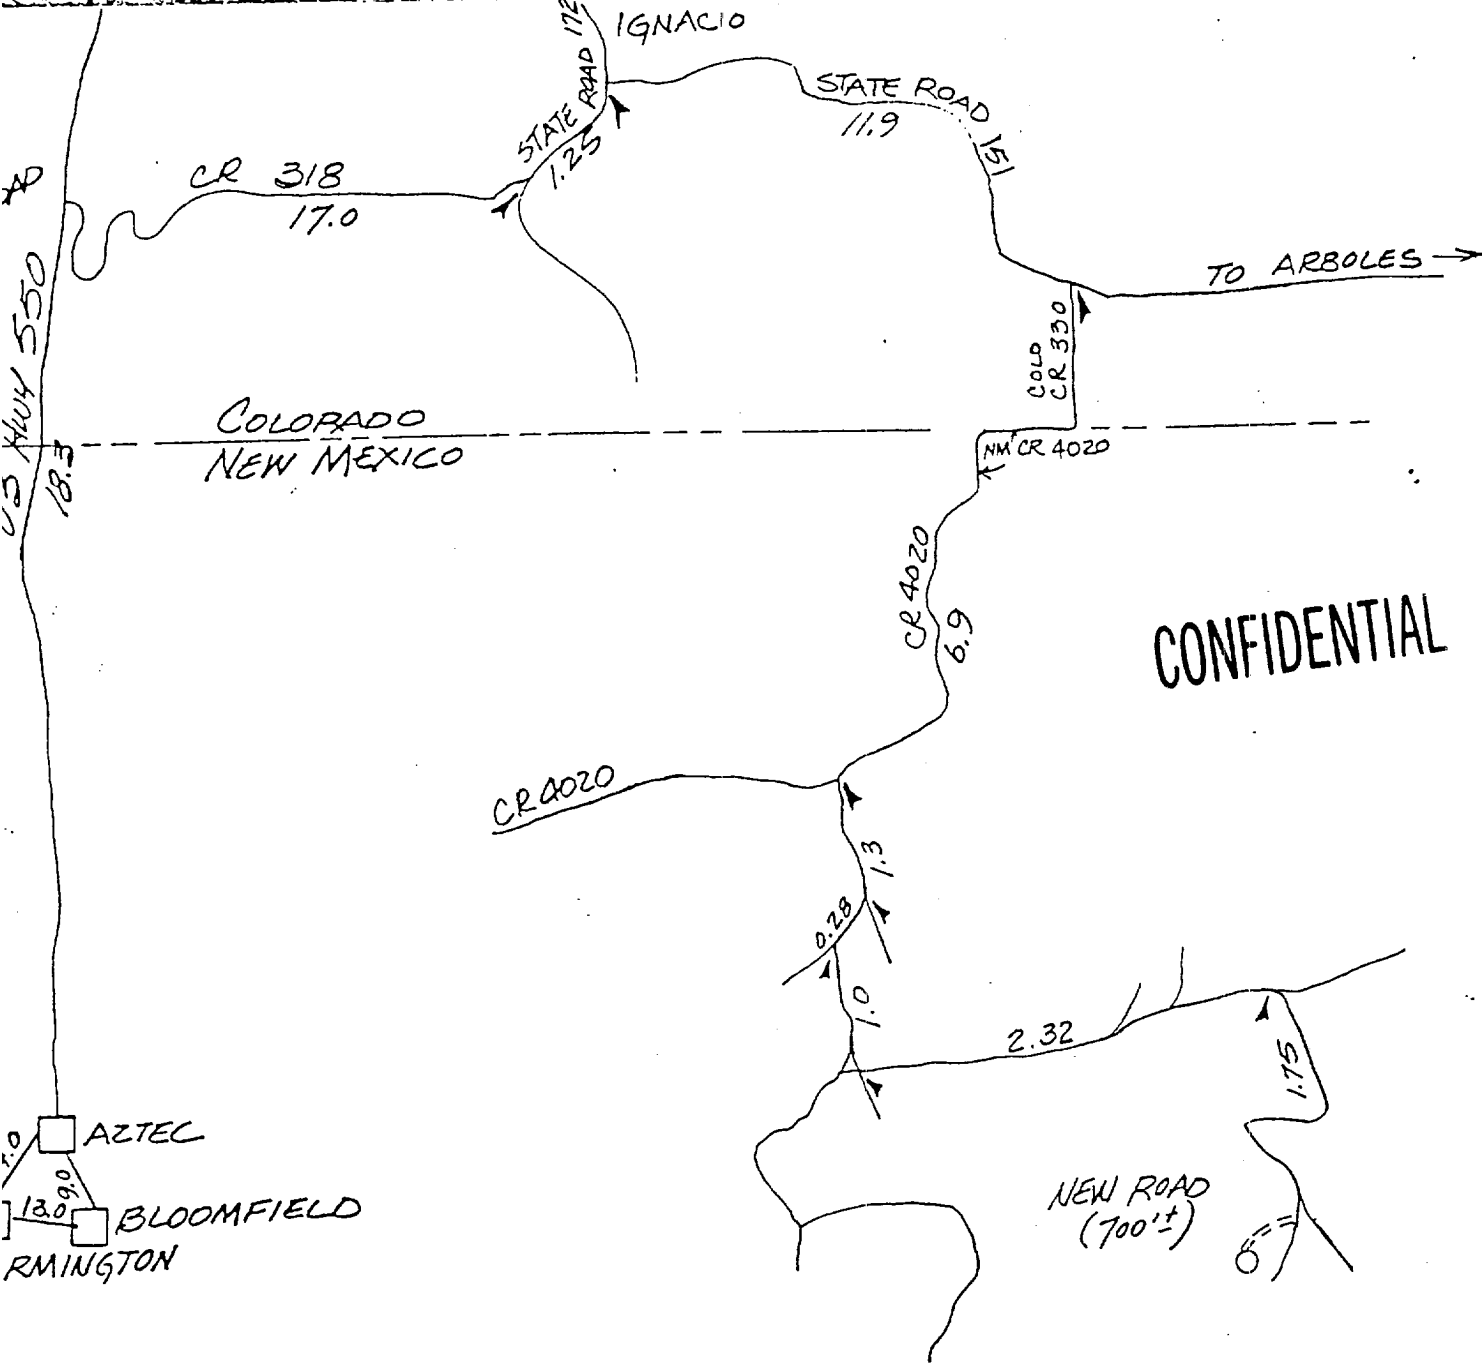 IGNACIO
STATE ROAD 172
1.25
STATE ROAD 151
11.9
CR 318
17.0
TO ARBOLES
HWY 550
18.3
COLO
CR 330
COLORADO
NEW MEXICO
NM CR 4020
CR 4020
6.9
CONFIDENTIAL
CR 4020
1.3
0.28
1.0
2.32
1.75
AZTEC
9.0
13.0
BLOOMFIELD
RMINGTON
NEW ROAD
(700'±)